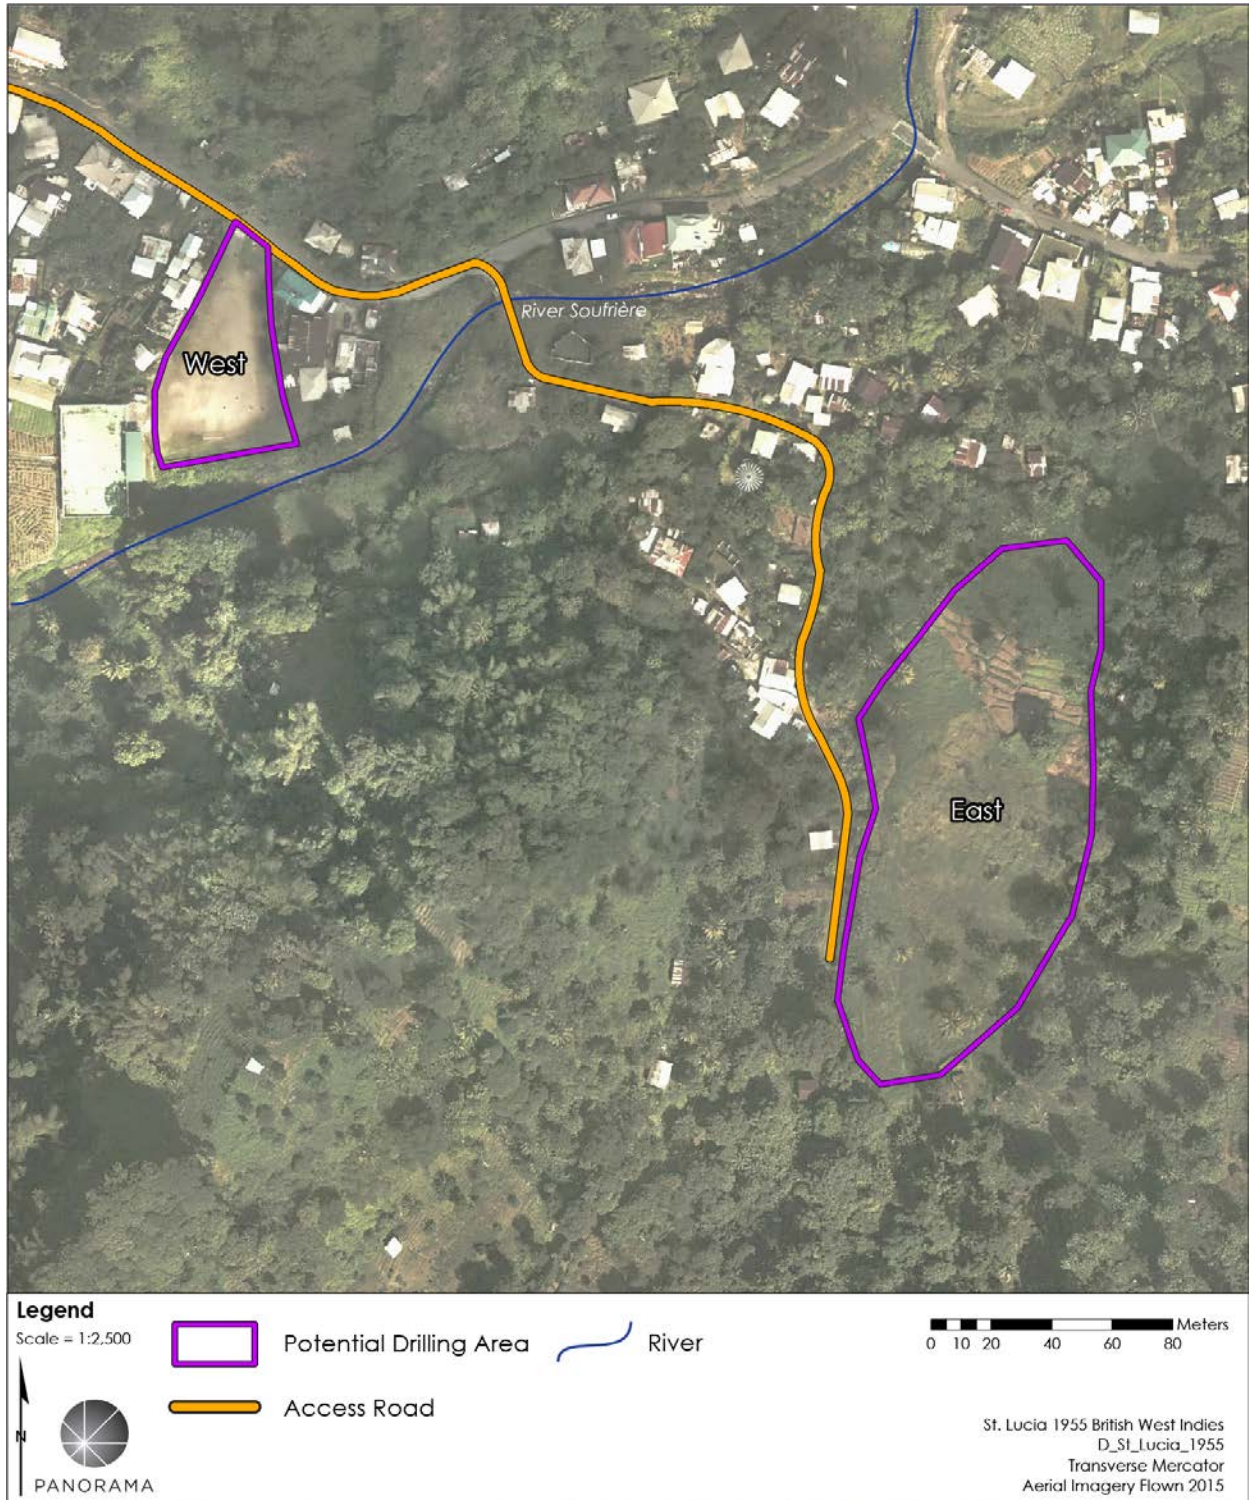 West
River Soufrière
East
Legend
Scale = 1:2,500
Potential Drilling Area
River
Meters
0 10 20 40 60 80
Access Road
N
PANORAMA
St. Lucia 1955 British West Indies
D_St_Lucia_1955
Transverse Mercator
Aerial Imagery Flown 2015